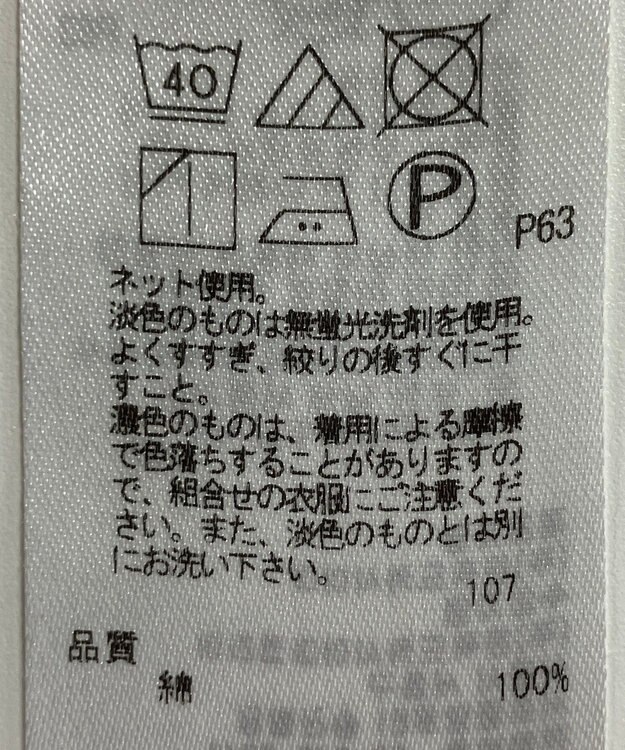 40
P
P63
ネット使用。
淡色のものは無蛍光洗剤を使用。
よくすすぎ、絞りの後すぐに干
すこと。
濃色のものは、着用による摩擦
で色落ちすることがありますの
で、組合せの衣服にご注意くだ
さい。また、淡色のものとは別
にお洗い下さい。
107
品質
綿 100%